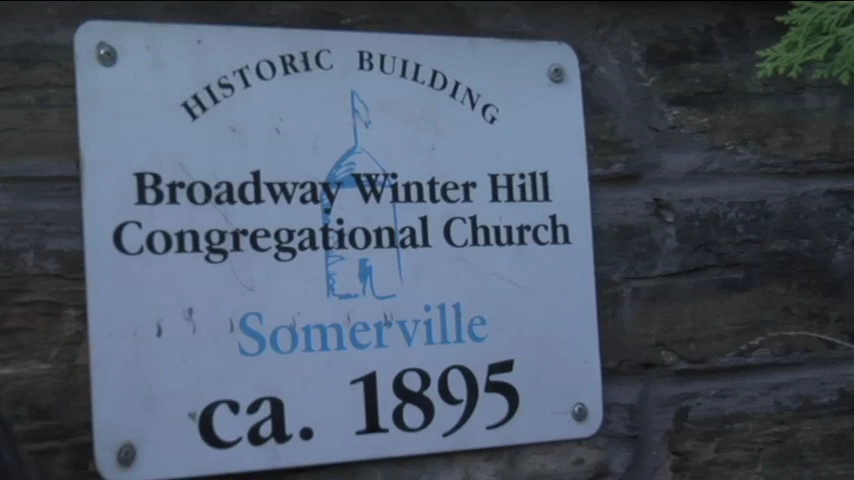 HISTORIC BUILDING
Broadway Winter Hill
Congregational Church
Somerville
ca. 1895